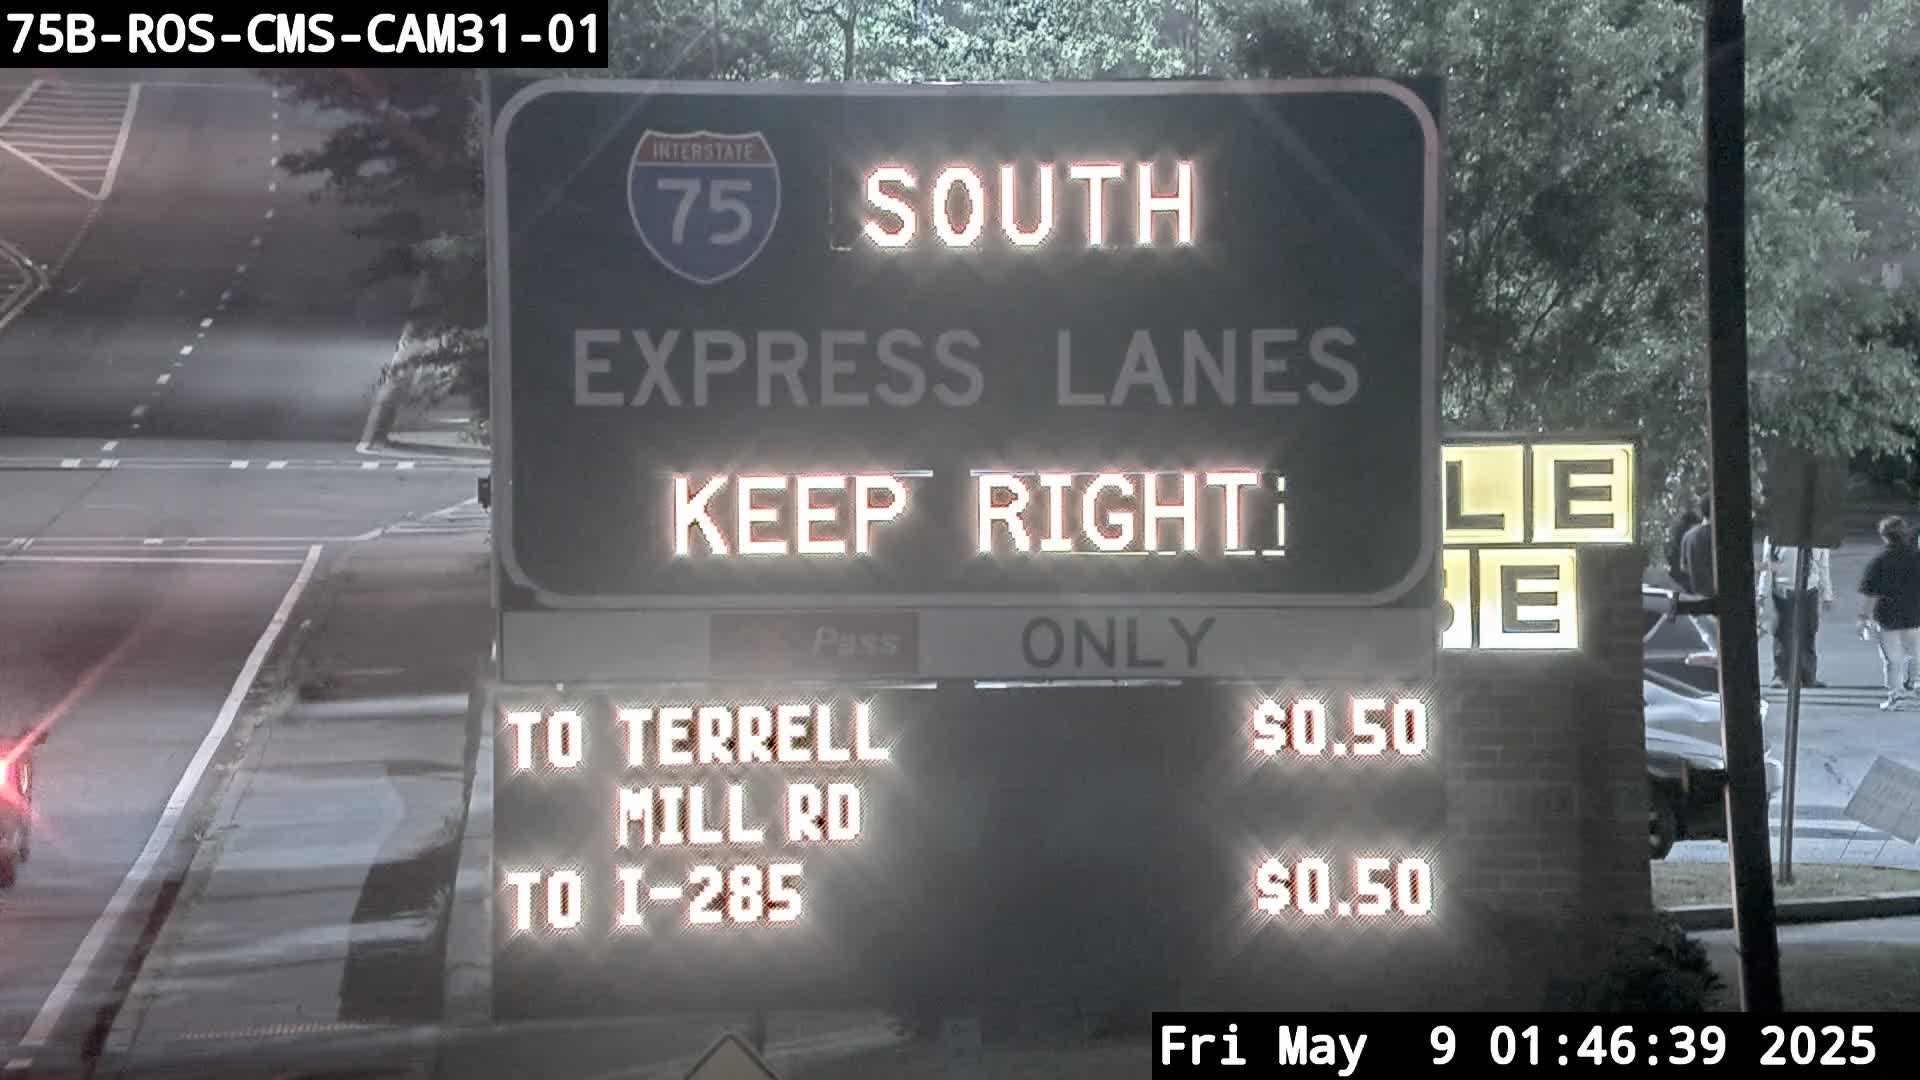 75B-ROS-CMS-CAM31-01
INTERSTATE
75
SOUTH
EXPRESS LANES
KEEP RIGHT
Pass ONLY
LE
E
TO TERRELL $0.50
MILL RD
TO I-285 $0.50
Fri May 9 01:46:39 2025